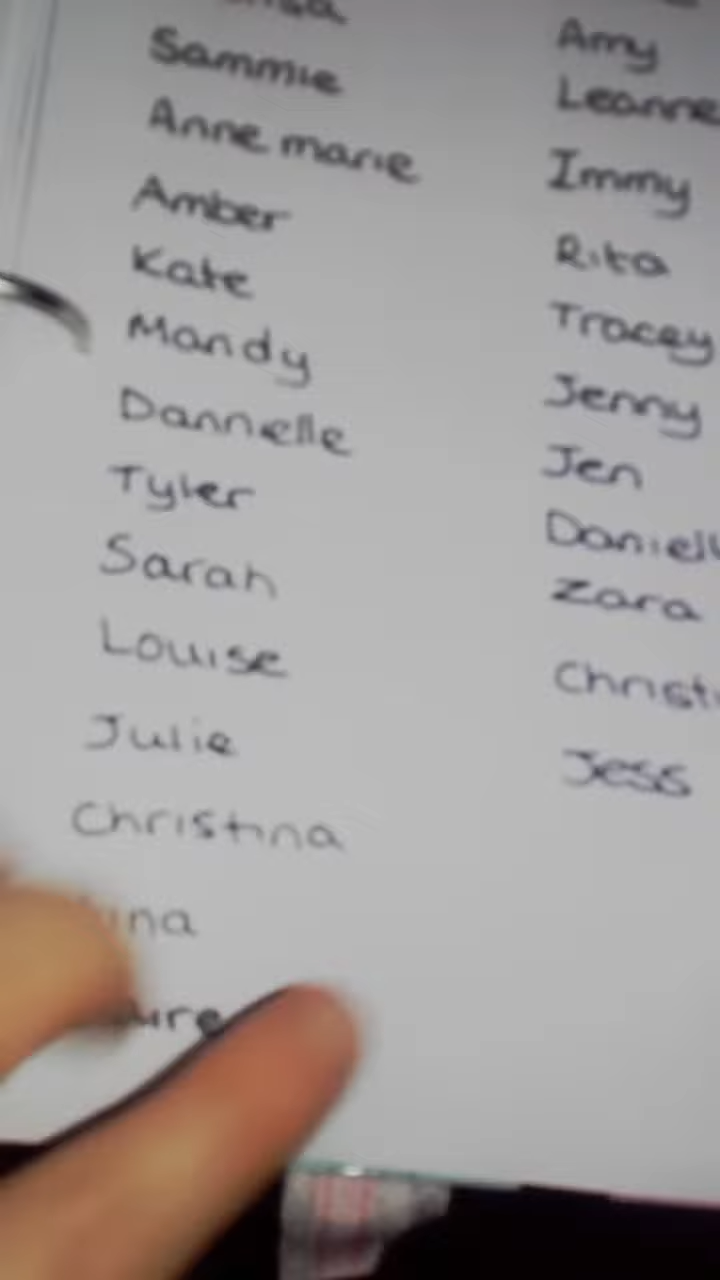 Sammie
Anne marie
Amber
Kate
Mandy
Dannielle
Tyler
Sarah
Louise
Julie
Christina
Amy
Leanne
Immy
Rita
Tracey
Jenny
Jen
Zara
Jess